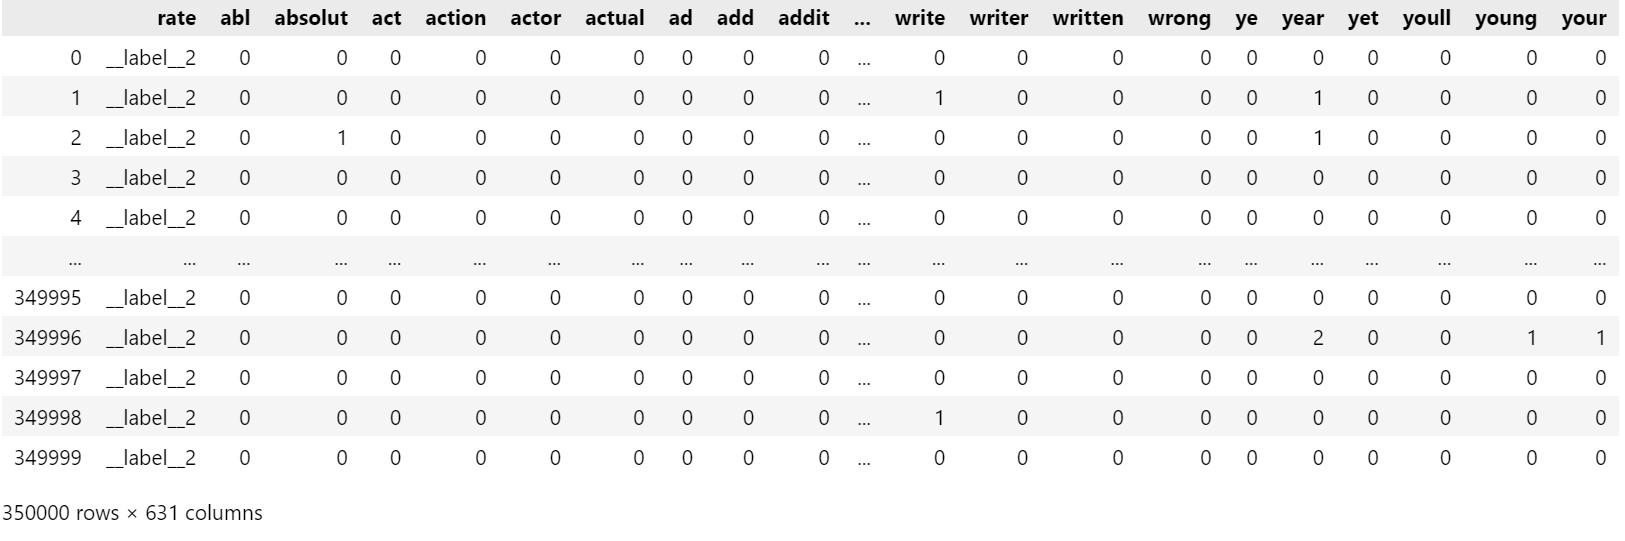 rate abl absolut act action actor actual ad add addit ... write writer written wrong ye year yet youll young your
0 __label__2 0 0 0 0 0 0 0 0 0 ... 0 0 0 0 0 0 0 0 0 0
1 __label__2 0 0 0 0 0 0 0 0 0 ... 1 0 0 0 0 1 0 0 0 0
2 __label__2 0 1 0 0 0 0 0 0 0 ... 0 0 0 0 0 1 0 0 0 0
3 __label__2 0 0 0 0 0 0 0 0 0 ... 0 0 0 0 0 0 0 0 0 0
4 __label__2 0 0 0 0 0 0 0 0 0 ... 0 0 0 0 0 0 0 0 0 0
... ... ... ... ... ... ... ... ... ... ... ... ... ... ... ... ... ... ... ... ... ...
349995 __label__2 0 0 0 0 0 0 0 0 0 ... 0 0 0 0 0 0 0 0 0 0
349996 __label__2 0 0 0 0 0 0 0 0 0 ... 0 0 0 0 0 2 0 0 1 1
349997 __label__2 0 0 0 0 0 0 0 0 0 ... 0 0 0 0 0 0 0 0 0 0
349998 __label__2 0 0 0 0 0 0 0 0 0 ... 1 0 0 0 0 0 0 0 0 0
349999 __label__2 0 0 0 0 0 0 0 0 0 ... 0 0 0 0 0 0 0 0 0 0
350000 rows × 631 columns